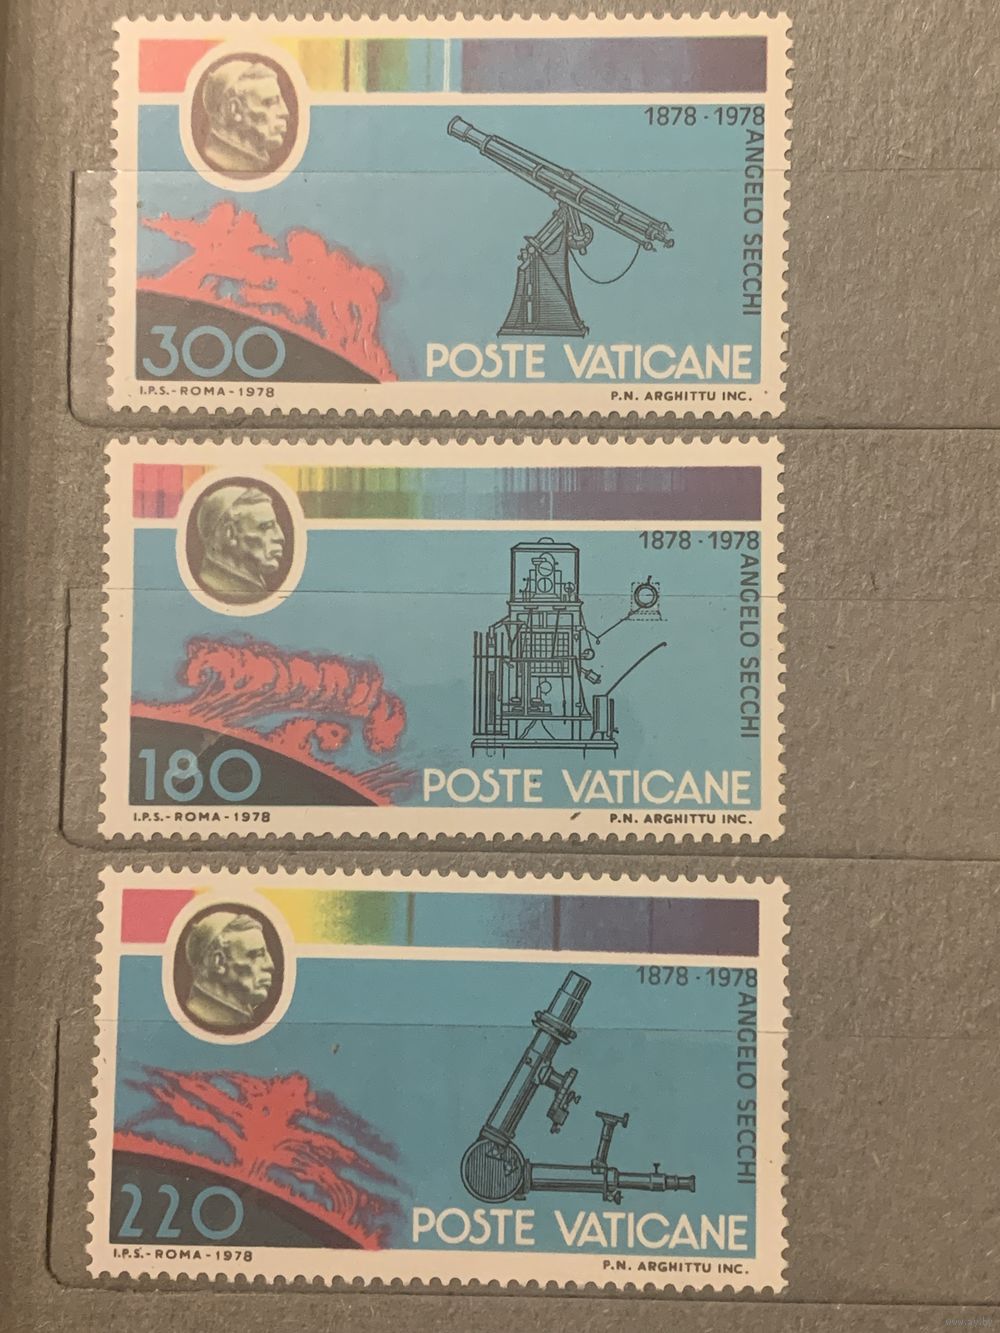 1878 · 1978
ANGELO SECCHI
300
POSTE VATICANE
I.P.S. - ROMA - 1978
P.N. ARGHITTU INC.
1878 · 1978
ANGELO SECCHI
180
POSTE VATICANE
I.P.S. - ROMA - 1978
P.N. ARGHITTU INC.
1878 · 1978
ANGELO SECCHI
220
POSTE VATICANE
I.P.S. - ROMA - 1978
P.N. ARGHITTU INC.